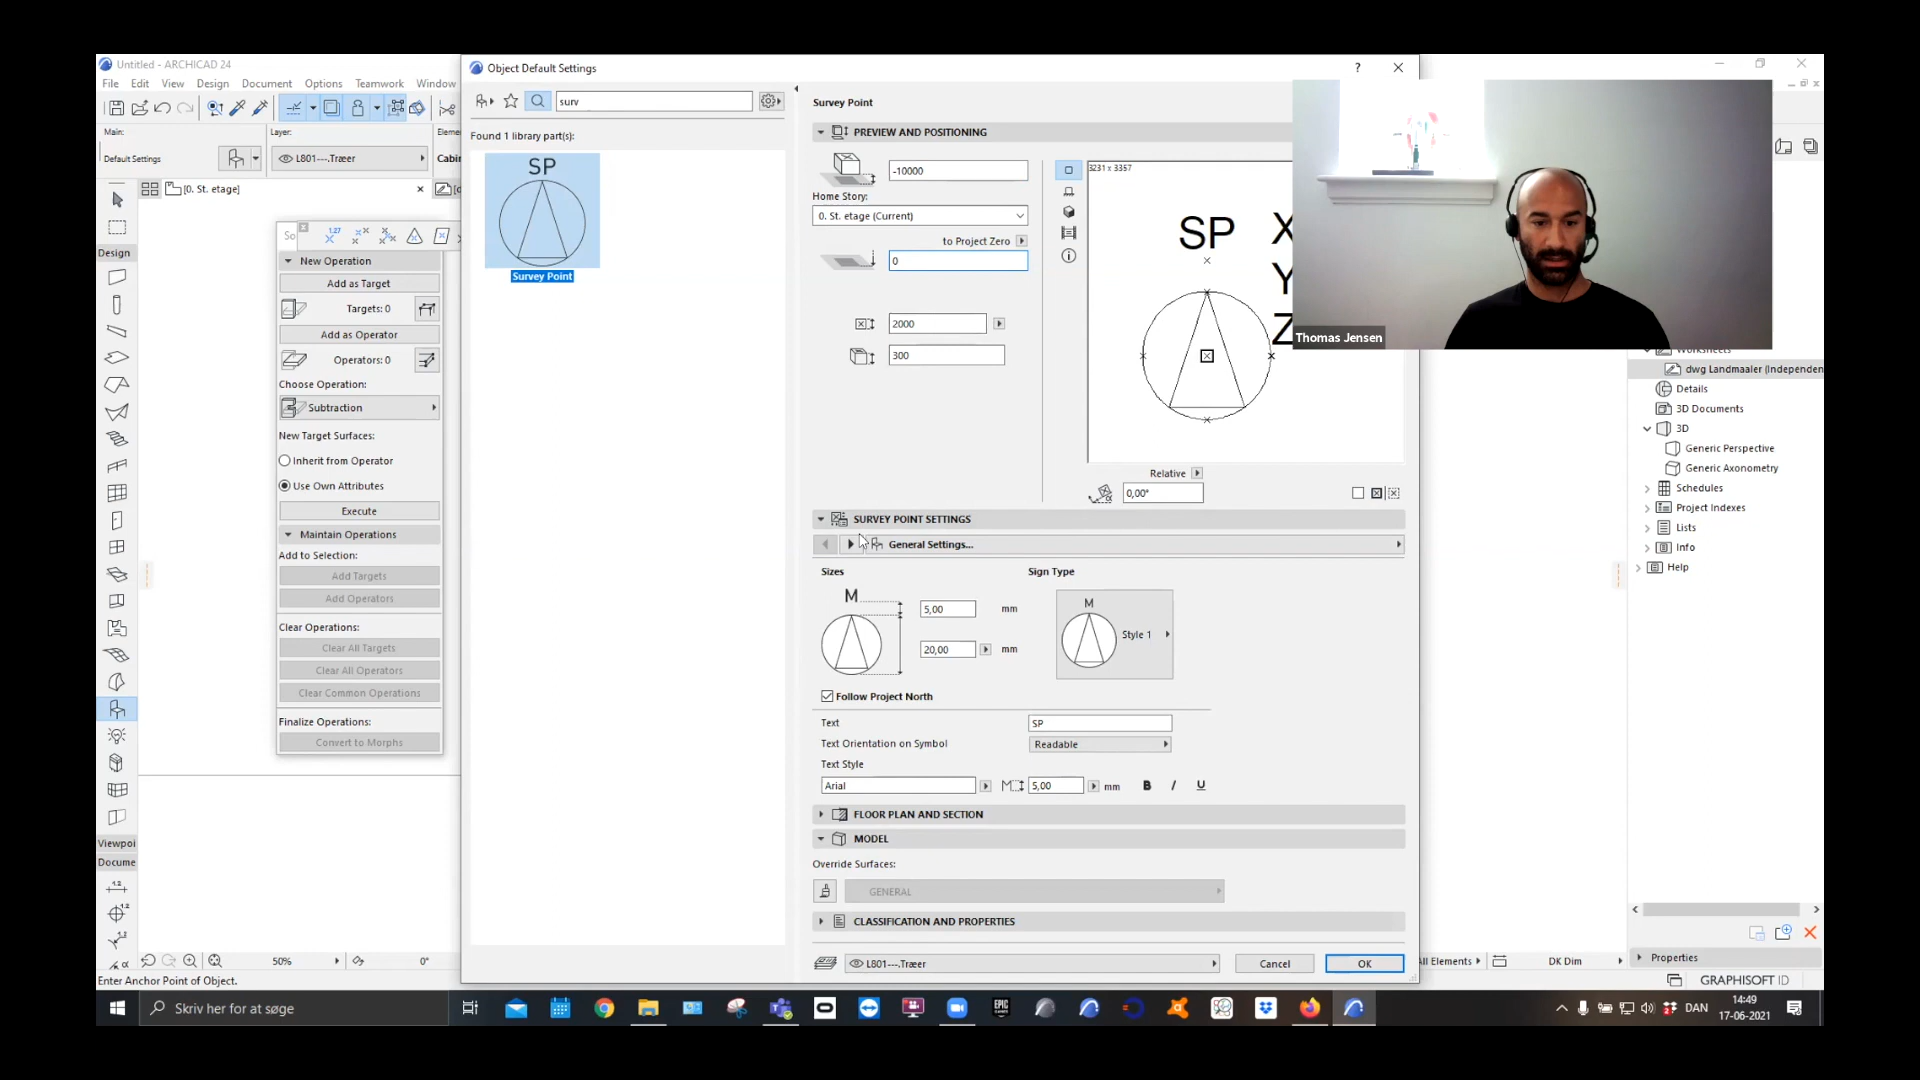 Untitled - ARCHICAD 24
File Edit View Design Document Options Teamwork Window
Main:
Default Settings
Layer:
L801---.Træer
[0. St. etage]
Design
Viewpoi
Docume
New Operation
Add as Target
Targets: 0
Add as Operator
Operators: 0
Choose Operation:
Subtraction
New Target Surfaces:
Inherit from Operator
Use Own Attributes
Execute
Maintain Operations
Add to Selection:
Add Targets
Add Operators
Clear Operations:
Clear All Targets
Clear All Operators
Clear Common Operations
Finalize Operations:
Convert to Morphs
50%
0°
Enter Anchor Point of Object.
Object Default Settings
?
surv
Found 1 library part(s):
SP
Survey Point
Survey Point
PREVIEW AND POSITIONING
-10000
Home Story:
0. St. etage (Current)
to Project Zero
0
2000
300
3231 x 3357
SP
X
Y
Z
Relative
0,00°
SURVEY POINT SETTINGS
General Settings...
Sizes
Sign Type
M
5,00 mm
20,00 mm
M
Style 1
Follow Project North
Text SP
Text Orientation on Symbol Readable
Text Style
Arial 5,00 mm B I U
FLOOR PLAN AND SECTION
MODEL
Override Surfaces:
GENERAL
CLASSIFICATION AND PROPERTIES
L801---.Træer
Cancel
OK
Thomas Jensen
Worksheets
dwg Landmaaler (Independen
Details
3D Documents
3D
Generic Perspective
Generic Axonometry
Schedules
Project Indexes
Lists
Info
Help
Properties
All Elements
DK Dim
GRAPHISOFT ID
Skriv her for at søge
DAN
14:49
17-06-2021